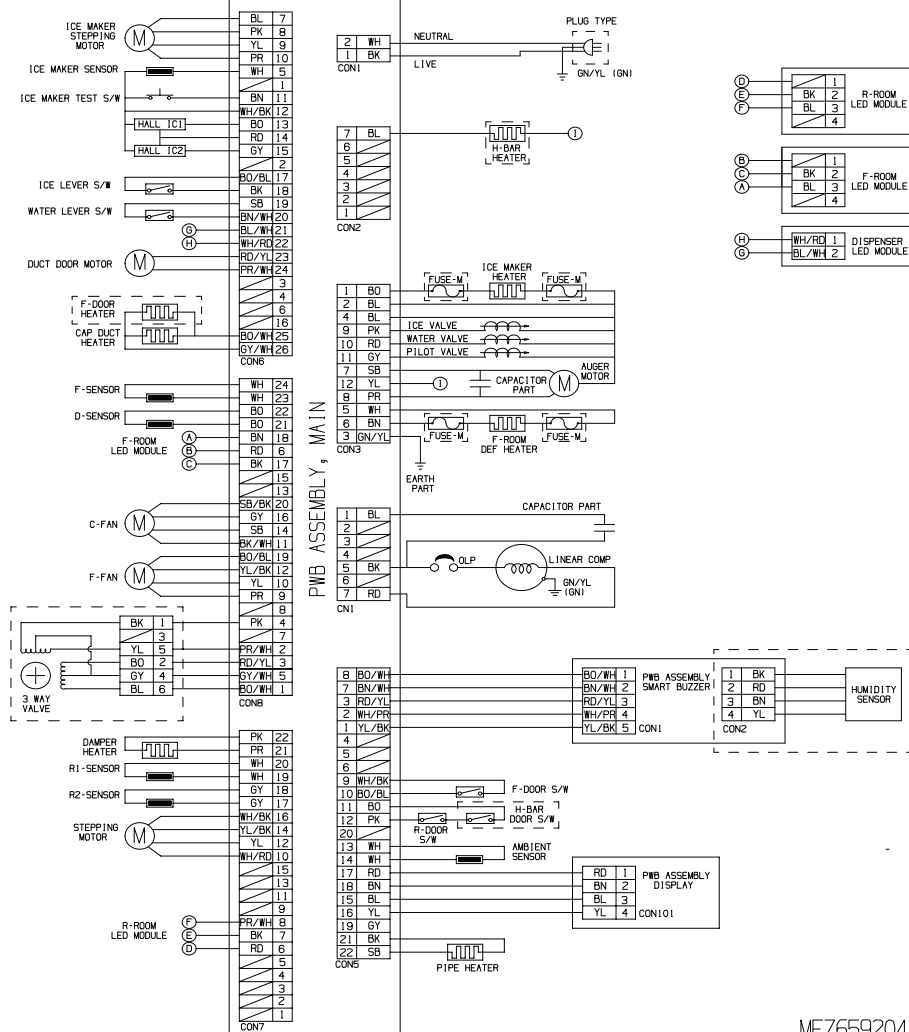 ICE MAKER
STEPPING
MOTOR
M
BL 7
PK 8
YL 9
PR 10
ICE MAKER SENSOR
WH 5
1
ICE MAKER TEST S/W
BN 11
WH/BK 12
HALL IC1
BO 13
RD 14
HALL IC2
GY 15
2
BO/BL 17
ICE LEVER S/W
BK 18
SB 19
WATER LEVER S/W
BN/WH 20
G
BL/WH 21
H
WH/RD 22
DUCT DOOR MOTOR
M
RD/YL 23
PR/WH 24
3
4
6
16
F-DOOR
HEATER
CAP DUCT
HEATER
BO/WH 25
GY/WH 26
CON6
F-SENSOR
WH 24
WH 23
D-SENSOR
BO 22
BO 21
F-ROOM
LED MODULE
A
BN 18
B
RD 6
C
BK 17
15
13
C-FAN
M
SB/BK 20
GY 16
SB 14
BK/WH 11
F-FAN
M
BO/BL 19
YL/BK 12
YL 10
PR 9
8
PK 4
7
PR/WH 2
RD/YL 3
GY/WH 5
BO/WH 1
CON8
BK 1
3
YL 5
BO 2
GY 4
BL 6
3 WAY
VALVE
DAMPER
HEATER
PK 22
PR 21
R1-SENSOR
WH 20
WH 19
R2-SENSOR
GY 18
GY 17
STEPPING
MOTOR
M
WH/BK 16
YL/BK 14
YL 12
WH/RD 10
15
13
11
9
R-ROOM
LED MODULE
F
PR/WH 8
E
BK 7
D
RD 6
5
4
3
2
1
CON7
PWB ASSEMBLY, MAIN
2 WH
1 BK
CON1
NEUTRAL
LIVE
PLUG TYPE
GN/YL (GN)
7 BL
6
5
4
3
2
1
CON2
H-BAR
HEATER
I
1 BO
2 BL
4 BL
9 PK
10 RD
11 GY
7 SB
12 YL
8 PR
5 WH
6 BN
3 GN/YL
CON3
FUSE-M
ICE MAKER
HEATER
FUSE-M
ICE VALVE
WATER VALVE
PILOT VALVE
I
CAPACITOR
PART
M
AUGER
MOTOR
FUSE-M
F-ROOM
DEF HEATER
FUSE-M
EARTH
PART
1 BL
2
3
4
5 BK
6
7 RD
CN1
CAPACITOR PART
OLP
LINEAR COMP
GN/YL
(GN)
8 BO/WH
7 BN/WH
3 RD/YL
2 WH/PR
1 YL/BK
4
5
6
9 WH/BK
10 BO/BL
11 BO
12 PK
20
13 WH
14 WH
17 RD
18 BN
15 BL
16 YL
19 GY
21 BK
22 SB
CON5
BO/WH 1
BN/WH 2
RD/YL 3
WH/PR 4
YL/BK 5
PWB ASSEMBLY
SMART BUZZER
CON1
1 BK
2 RD
3 BN
4 YL
CON2
HUMIDITY
SENSOR
F-DOOR S/W
H-BAR
DOOR S/W
R-DOOR
S/W
AMBIENT
SENSOR
RD 1
BN 2
BL 3
YL 4
PWB ASSEMBLY
DISPLAY
CON101
PIPE HEATER
D
E
F
1
BK 2
BL 3
4
R-ROOM
LED MODULE
B
C
A
1
BK 2
BL 3
4
F-ROOM
LED MODULE
H
G
WH/RD 1
BL/WH 2
DISPENSER
LED MODULE
MEZ659204